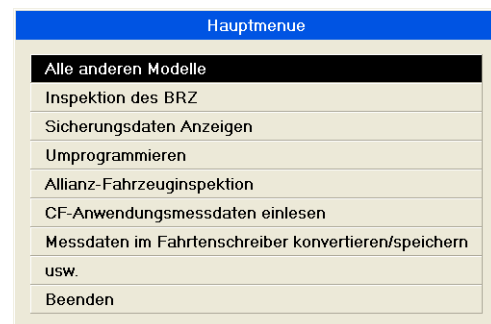 Hauptmenue
Alle anderen Modelle
Inspektion des BRZ
Sicherungsdaten Anzeigen
Umprogrammieren
Allianz-Fahrzeuginspektion
CF-Anwendungsmessdaten einlesen
Messdaten im Fahrtenschreiber konvertieren/speichern
usw.
Beenden